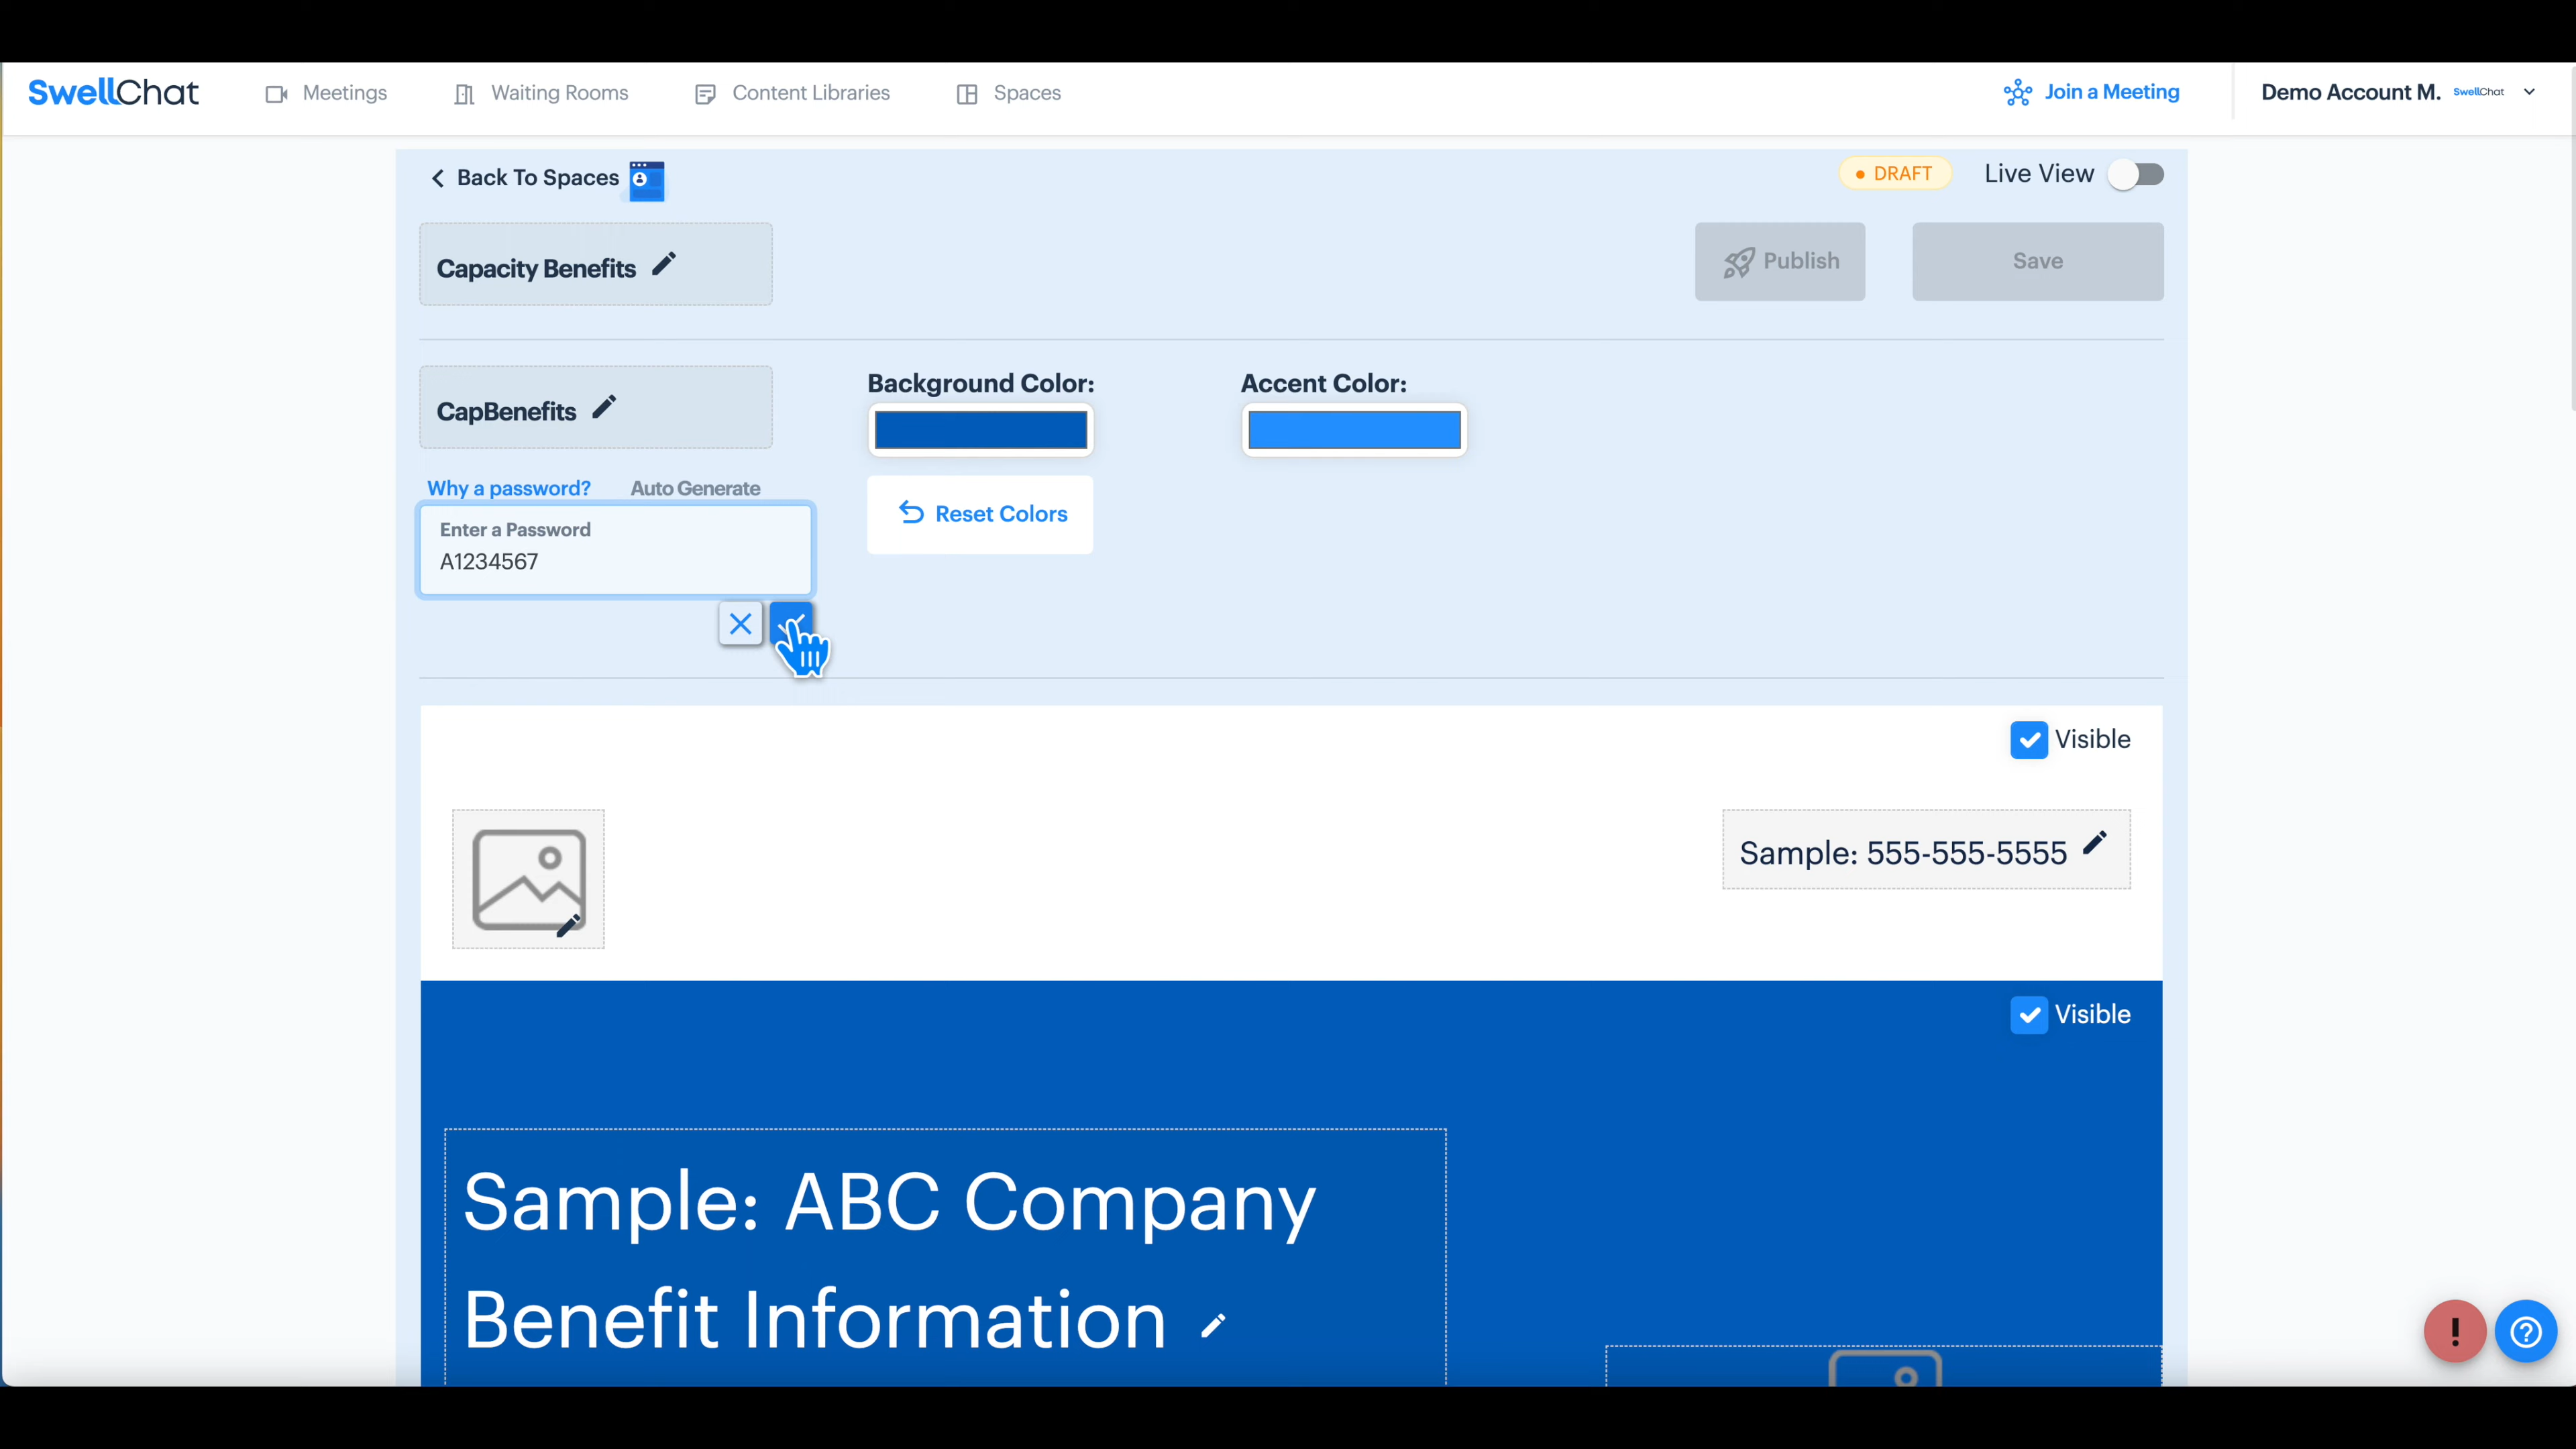 SwellChat
Meetings
Waiting Rooms
Content Libraries
Spaces
Join a Meeting
Demo Account M.
SwellChat
Back To Spaces
DRAFT
Live View
Capacity Benefits
Publish
Save
CapBenefits
Background Color:
Accent Color:
Why a password?
Auto Generate
Enter a Password
A1234567
Reset Colors
Visible
Sample: 555-555-5555
Visible
Sample: ABC Company
Benefit Information